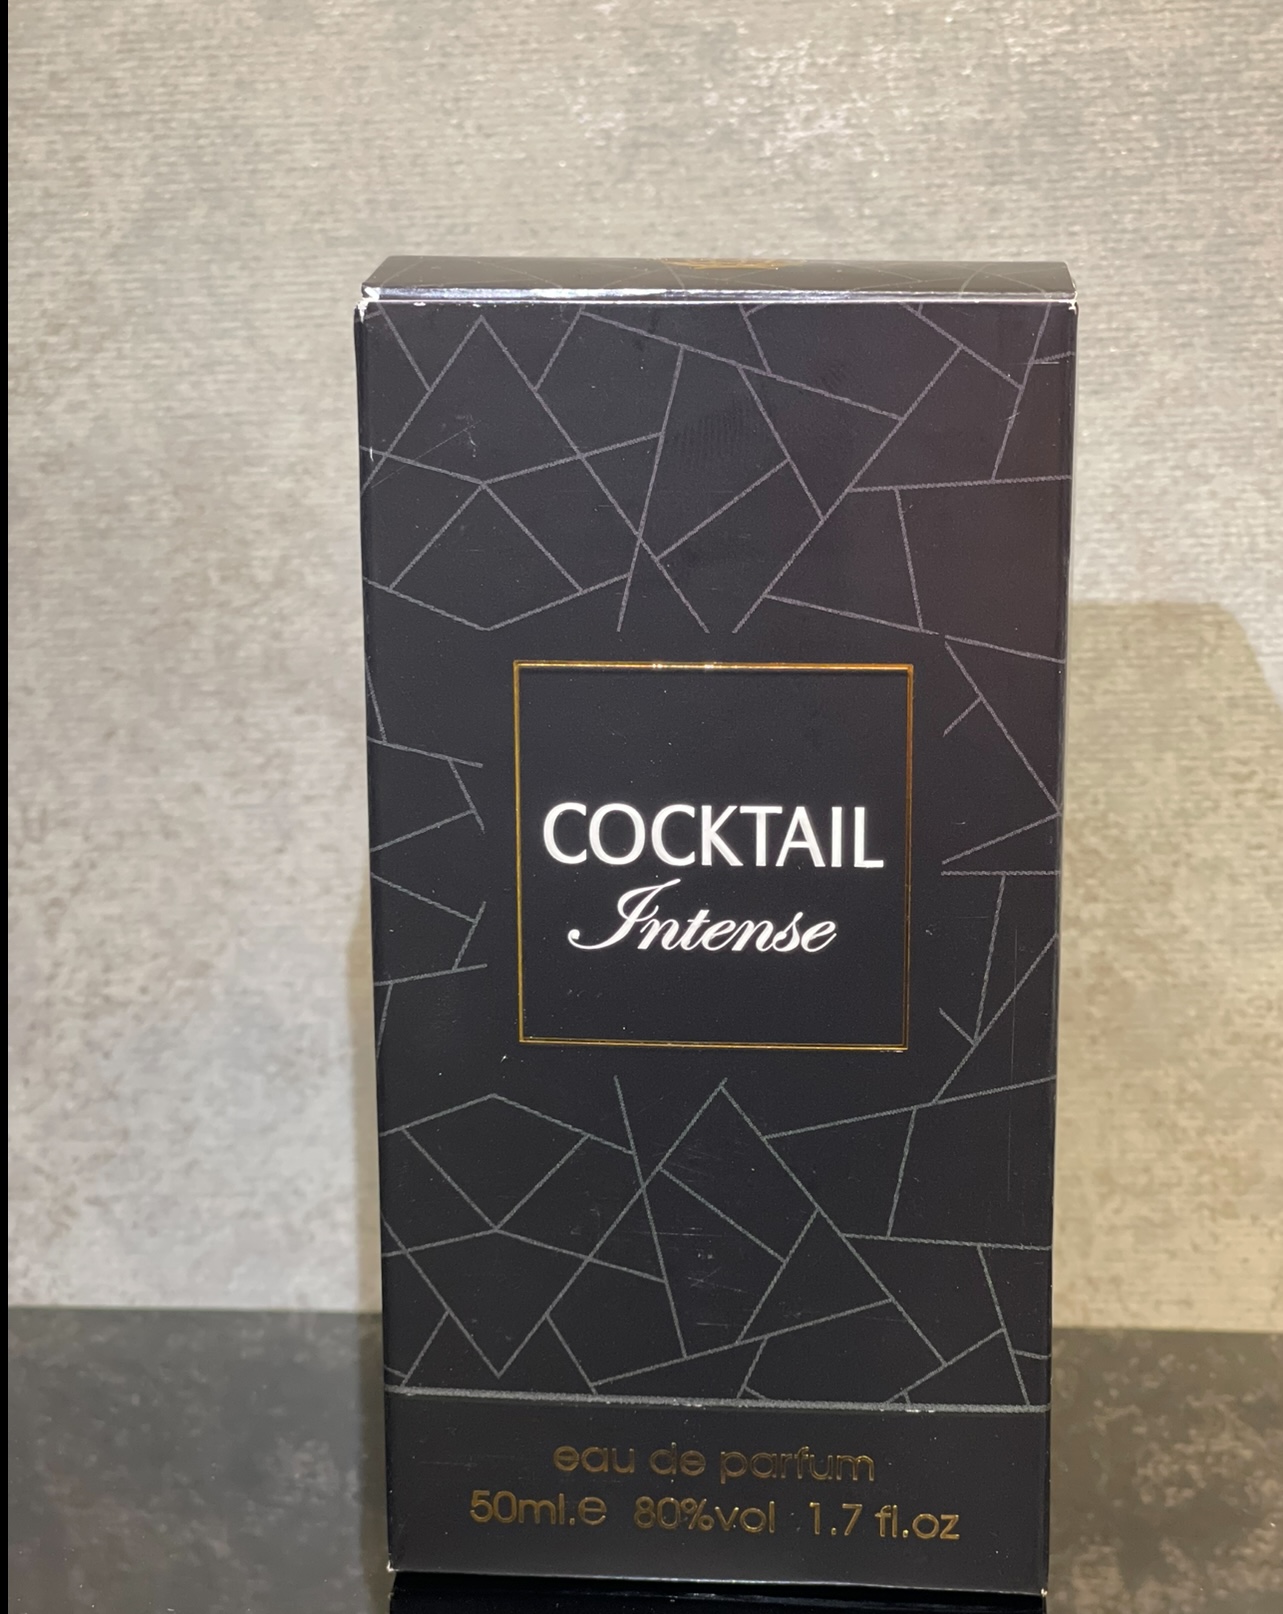 COCKTAIL
Intense
eau de parfum
50ml.e 80%vol 1.7 fl.oz